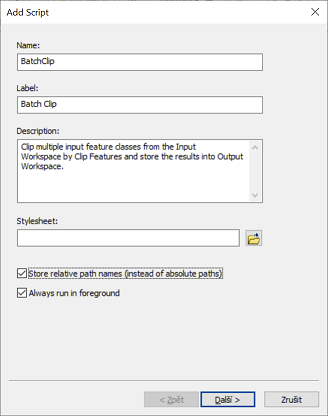 Add Script
Name:
BatchClip
Label:
Batch Clip
Description:
Clip multiple input feature classes from the Input
Workspace by Clip Features and store the results into Output
Workspace.
Stylesheet:
Store relative path names (instead of absolute paths)
Always run in foreground
< Zpět
Další >
Zrušit